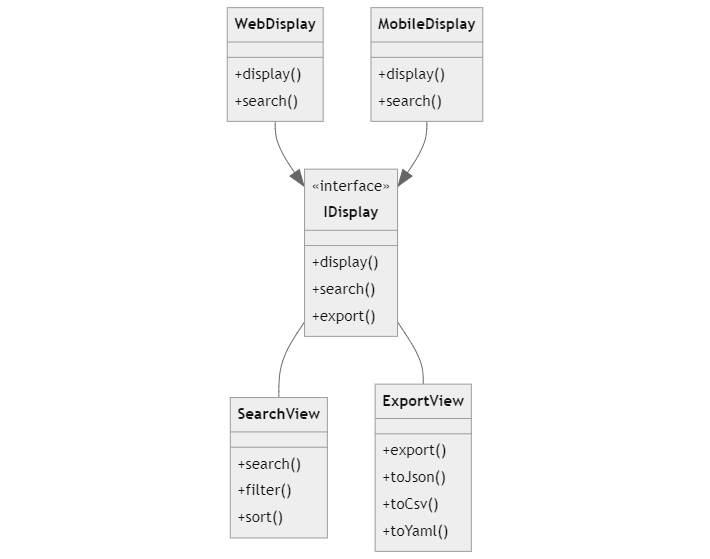 WebDisplay
+display()
+search()
MobileDisplay
+display()
+search()
«interface»
IDisplay
+display()
+search()
+export()
SearchView
+search()
+filter()
+sort()
ExportView
+export()
+toJson()
+toCsv()
+toYaml()